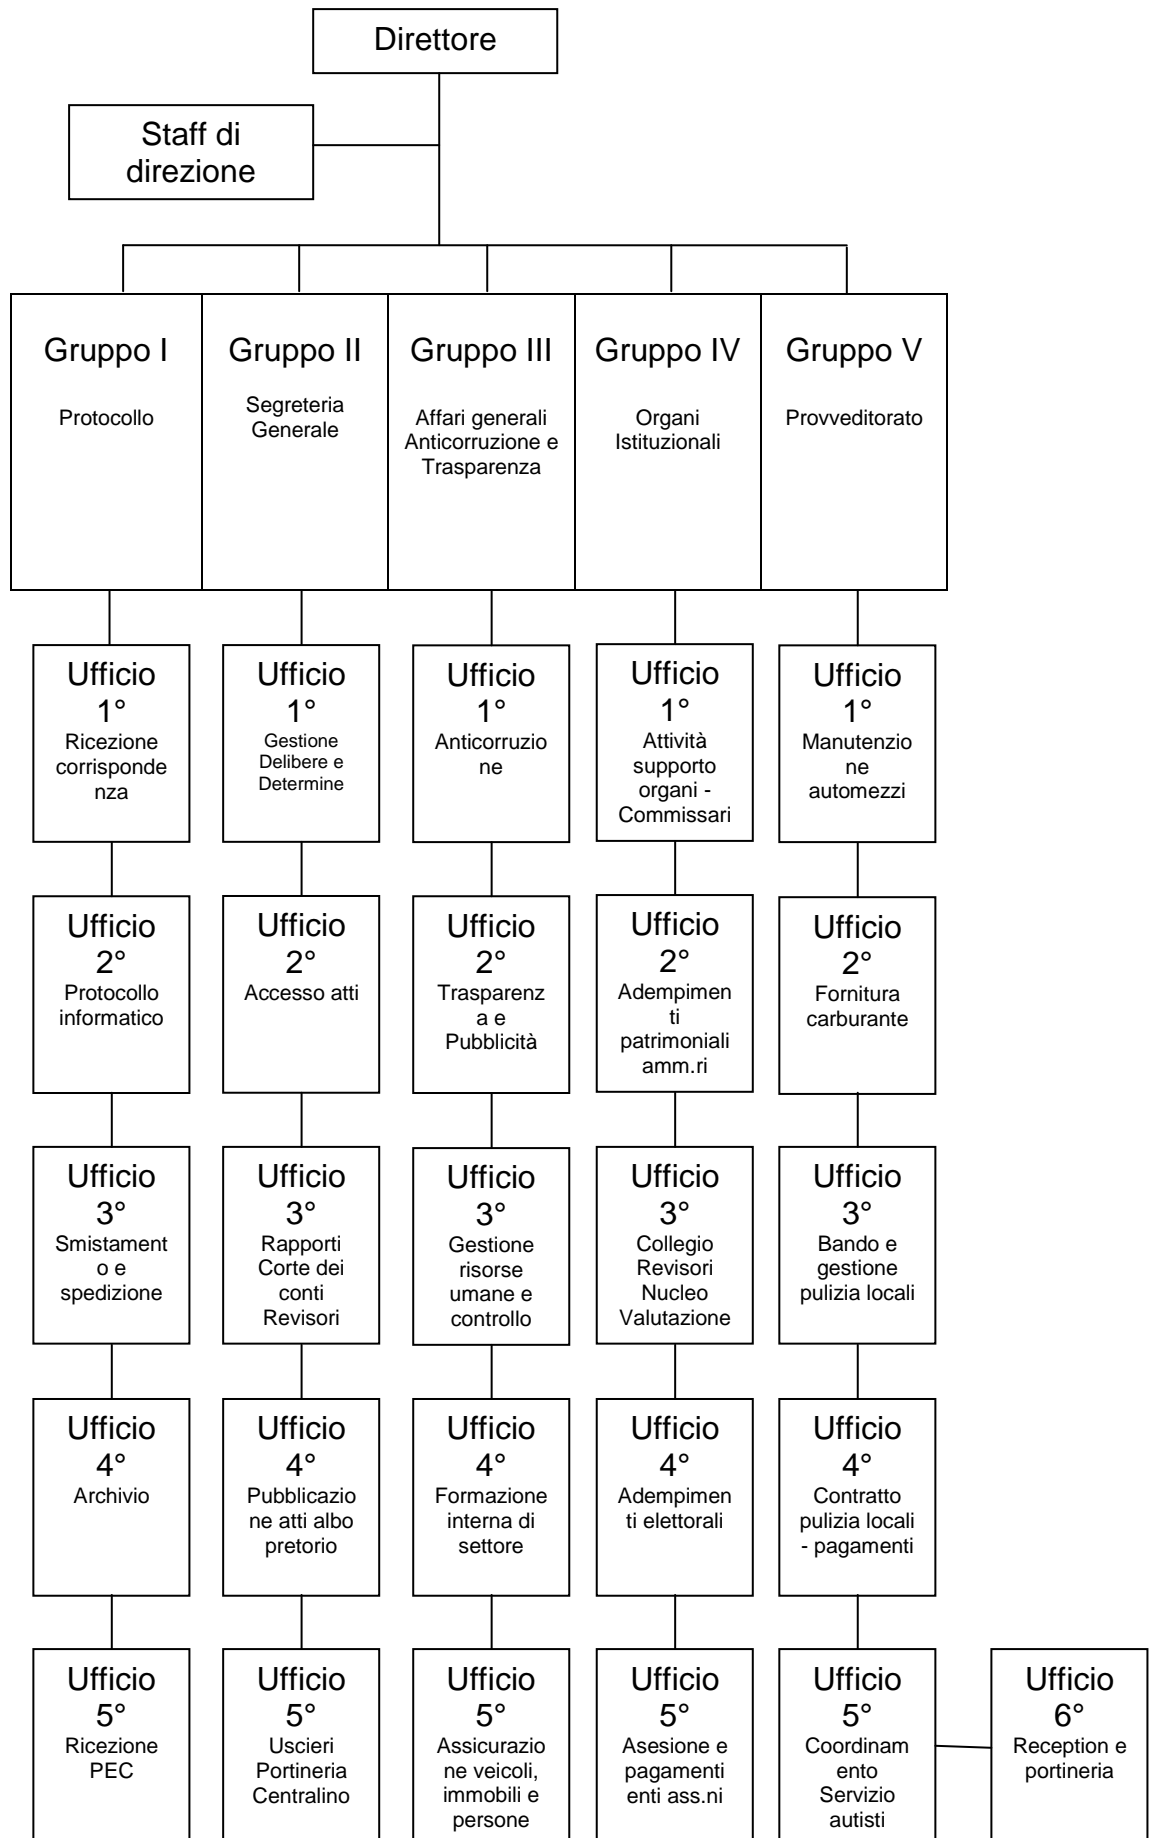 Direttore
Staff di
direzione
Gruppo I
Protocollo
Gruppo II
Segreteria
Generale
Gruppo III
Affari generali
Anticorruzione e
Trasparenza
Gruppo IV
Organi
Istituzionali
Gruppo V
Provveditorato
Ufficio
1°
Ricezione
corrisponde
nza
Ufficio
1°
Gestione
Delibere e
Determine
Ufficio
1°
Anticorruzio
ne
Ufficio
1°
Attività
supporto
organi -
Commissari
Ufficio
1°
Manutenzio
ne
automezzi
Ufficio
2°
Protocollo
informatico
Ufficio
2°
Accesso atti
Ufficio
2°
Trasparenz
a e
Pubblicità
Ufficio
2°
Adempimen
ti
patrimoniali
amm.ri
Ufficio
2°
Fornitura
carburante
Ufficio
3°
Smistament
o e
spedizione
Ufficio
3°
Rapporti
Corte dei
conti
Revisori
Ufficio
3°
Gestione
risorse
umane e
controllo
Ufficio
3°
Collegio
Revisori
Nucleo
Valutazione
Ufficio
3°
Bando e
gestione
pulizia locali
Ufficio
4°
Archivio
Ufficio
4°
Pubblicazio
ne atti albo
pretorio
Ufficio
4°
Formazione
interna di
settore
Ufficio
4°
Adempimen
ti elettorali
Ufficio
4°
Contratto
pulizia locali
- pagamenti
Ufficio
5°
Ricezione
PEC
Ufficio
5°
Uscieri
Portineria
Centralino
Ufficio
5°
Assicurazio
ne veicoli,
immobili e
persone
Ufficio
5°
Asesione e
pagamenti
enti ass.ni
Ufficio
5°
Coordinam
ento
Servizio
autisti
Ufficio
6°
Reception e
portineria